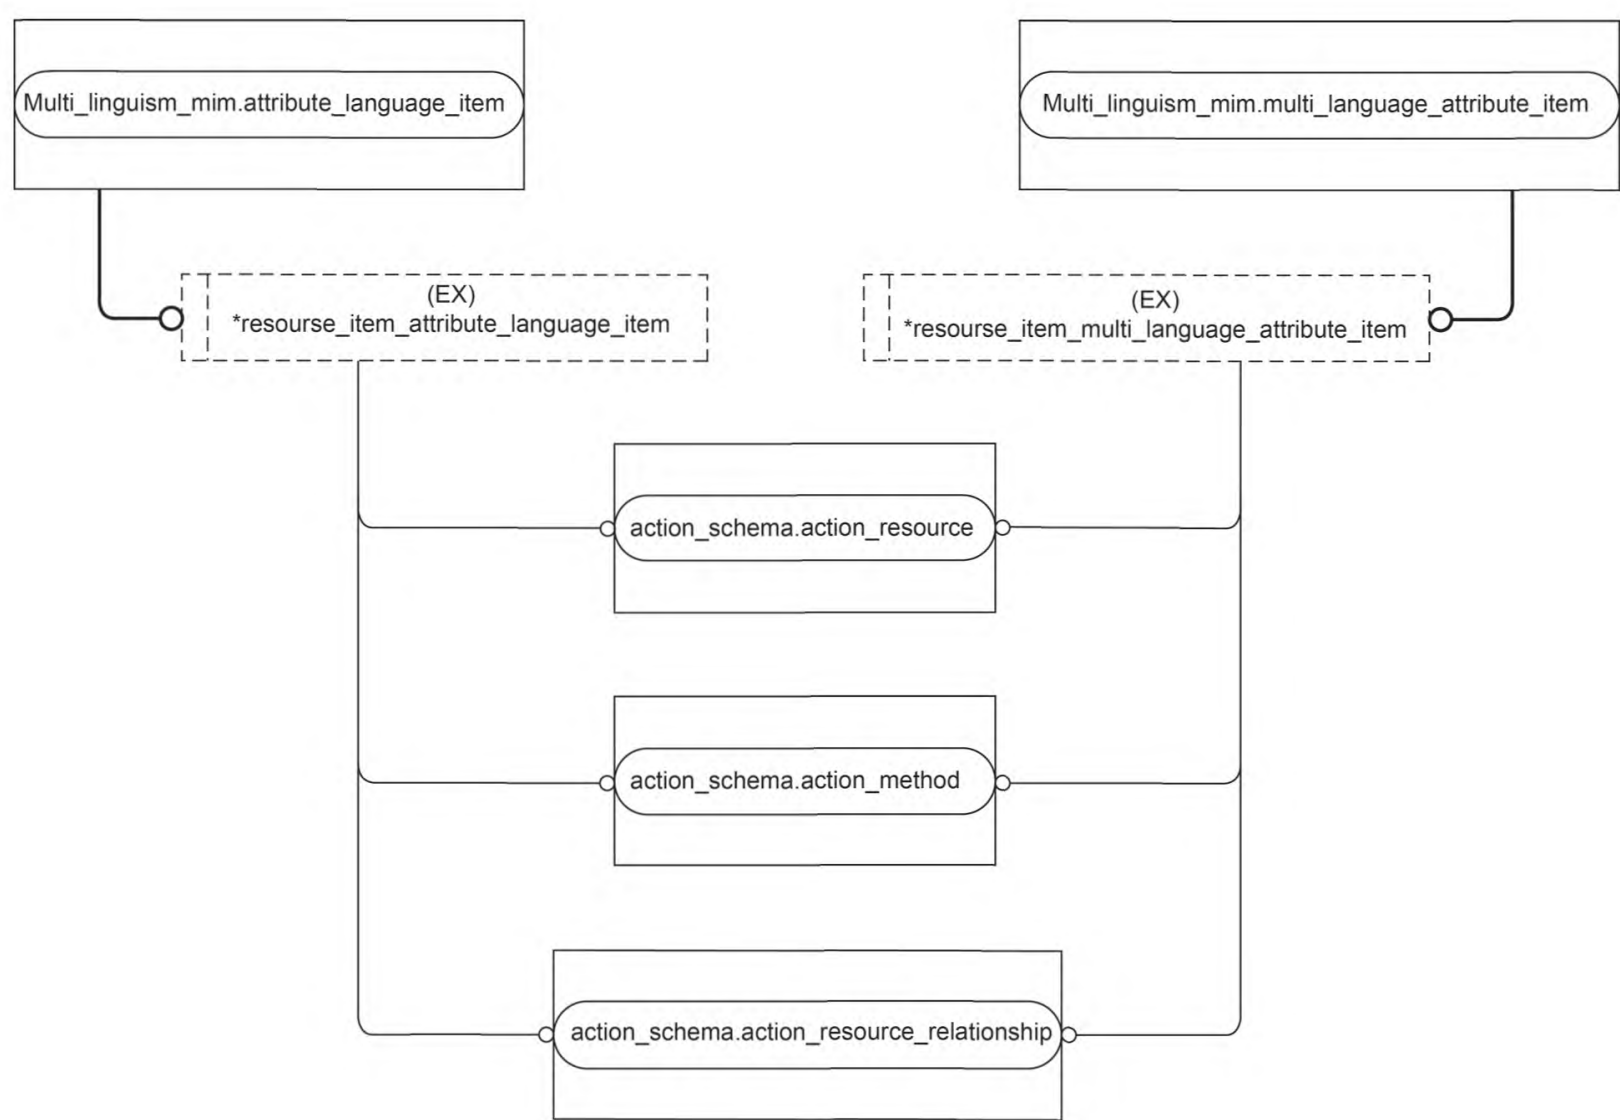 Multi_linguism_mim.attribute_language_item
Multi_linguism_mim.multi_language_attribute_item
(EX)
*resourse_item_attribute_language_item
(EX)
*resourse_item_multi_language_attribute_item
action_schema.action_resource
action_schema.action_method
action_schema.action_resource_relationship